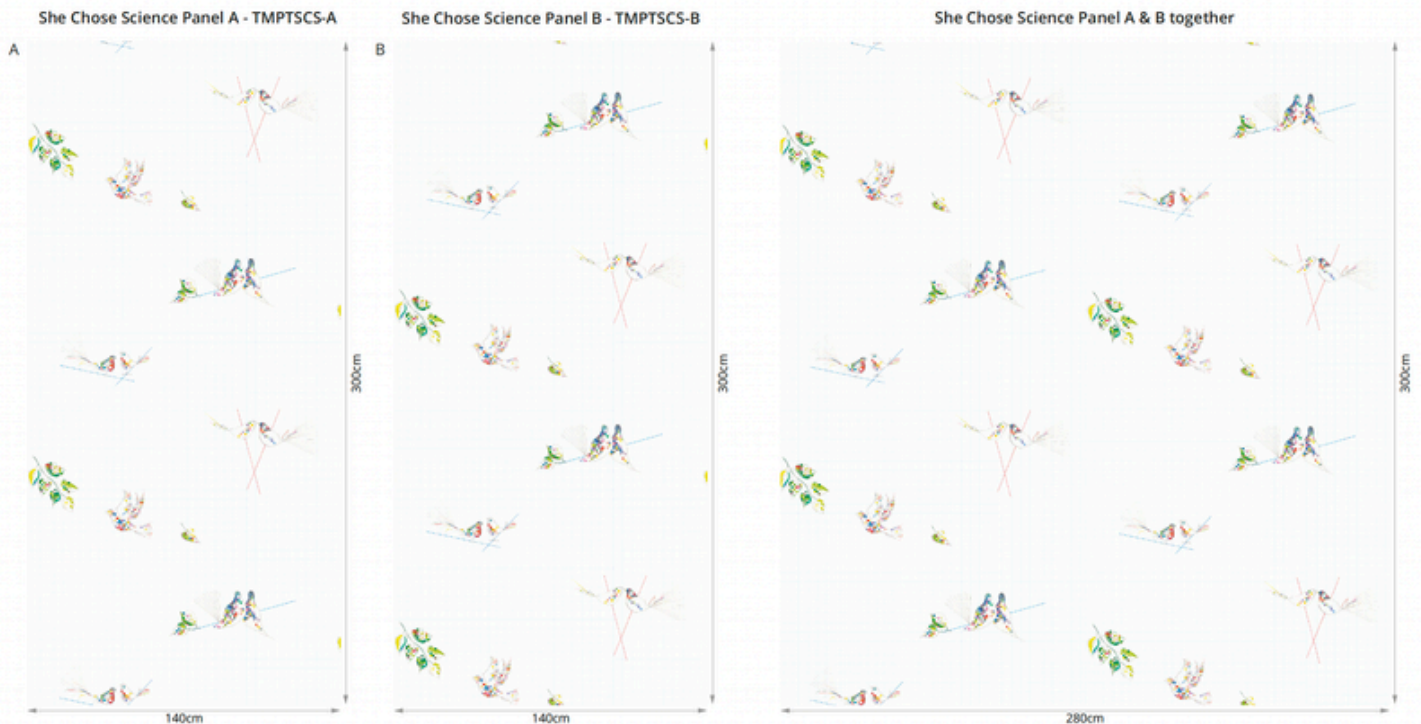 She Chose Science Panel A - TMPTSCS-A
She Chose Science Panel B - TMPTSCS-B
She Chose Science Panel A & B together
A
B
300cm
300cm
300cm
140cm
140cm
280cm